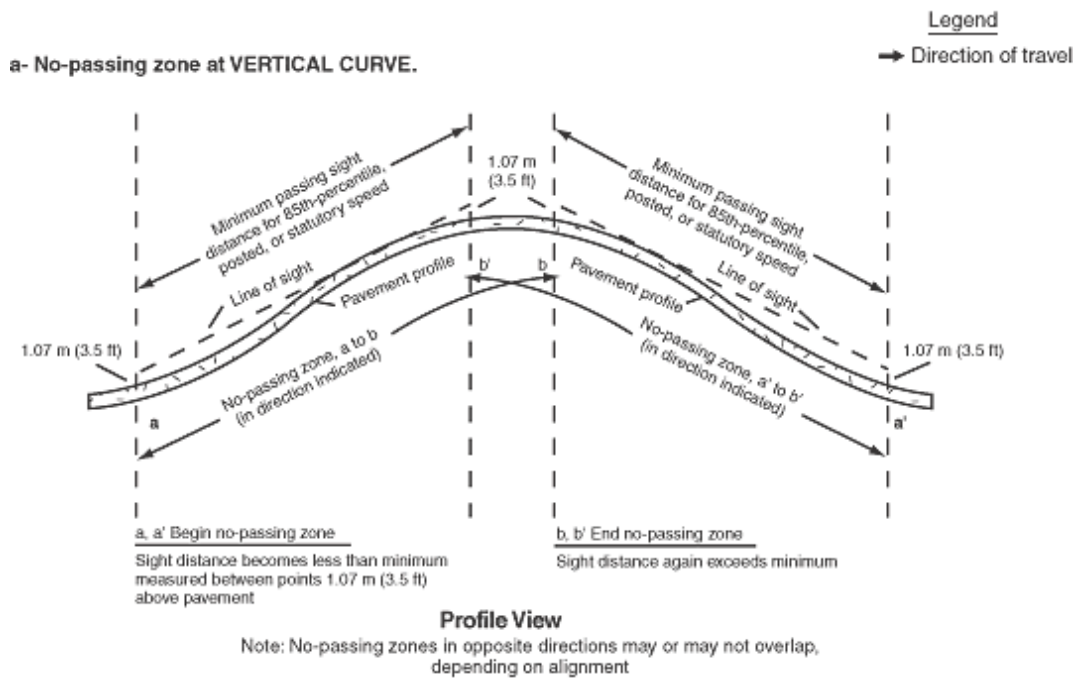 Legend
Direction of travel
a- No-passing zone at VERTICAL CURVE.
Minimum passing sight
distance for 85th-percentile,
posted, or statutory speed
1.07 m
(3.5 ft)
Minimum passing sight
distance for 85th-percentile,
posted, or statutory speed
Line of sight
Pavement profile
b'
b
Pavement profile
Line of sight
1.07 m (3.5 ft)
No-passing zone, a to b
(in direction indicated)
No-passing zone, a' to b'
(in direction indicated)
1.07 m (3.5 ft)
a
a'
a, a' Begin no-passing zone
Sight distance becomes less than minimum
measured between points 1.07 m (3.5 ft)
above pavement
b, b' End no-passing zone
Sight distance again exceeds minimum
Profile View
Note: No-passing zones in opposite directions may or may not overlap,
depending on alignment